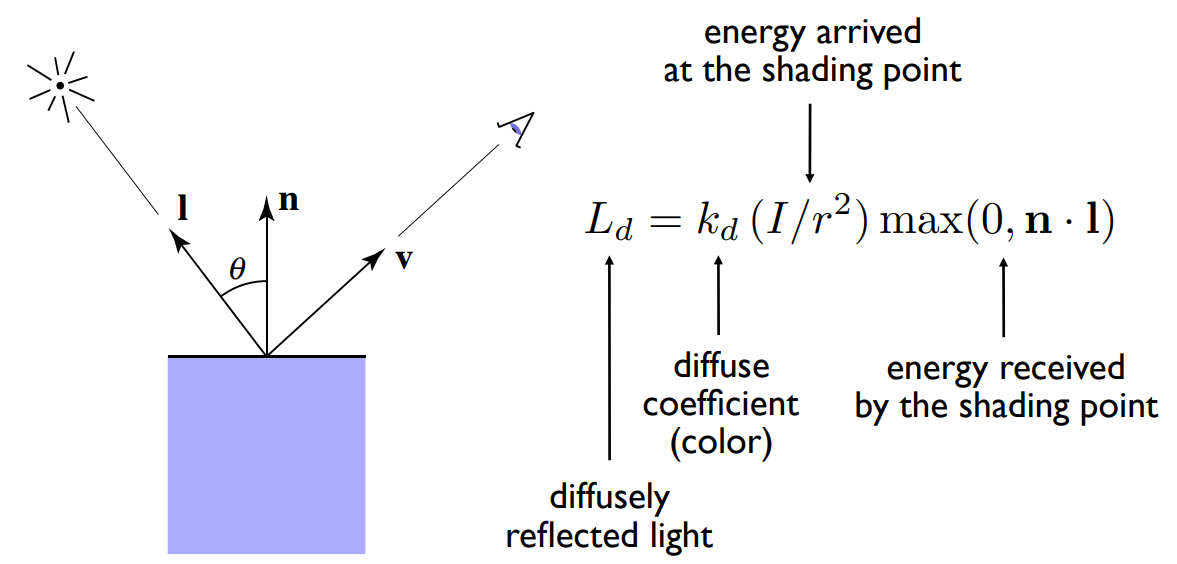 energy arrived
at the shading point
l
n
θ
v
L_d = k_d (I/r²) max(0, n · l)
diffuse
coefficient
(color)
energy received
by the shading point
diffusely
reflected light